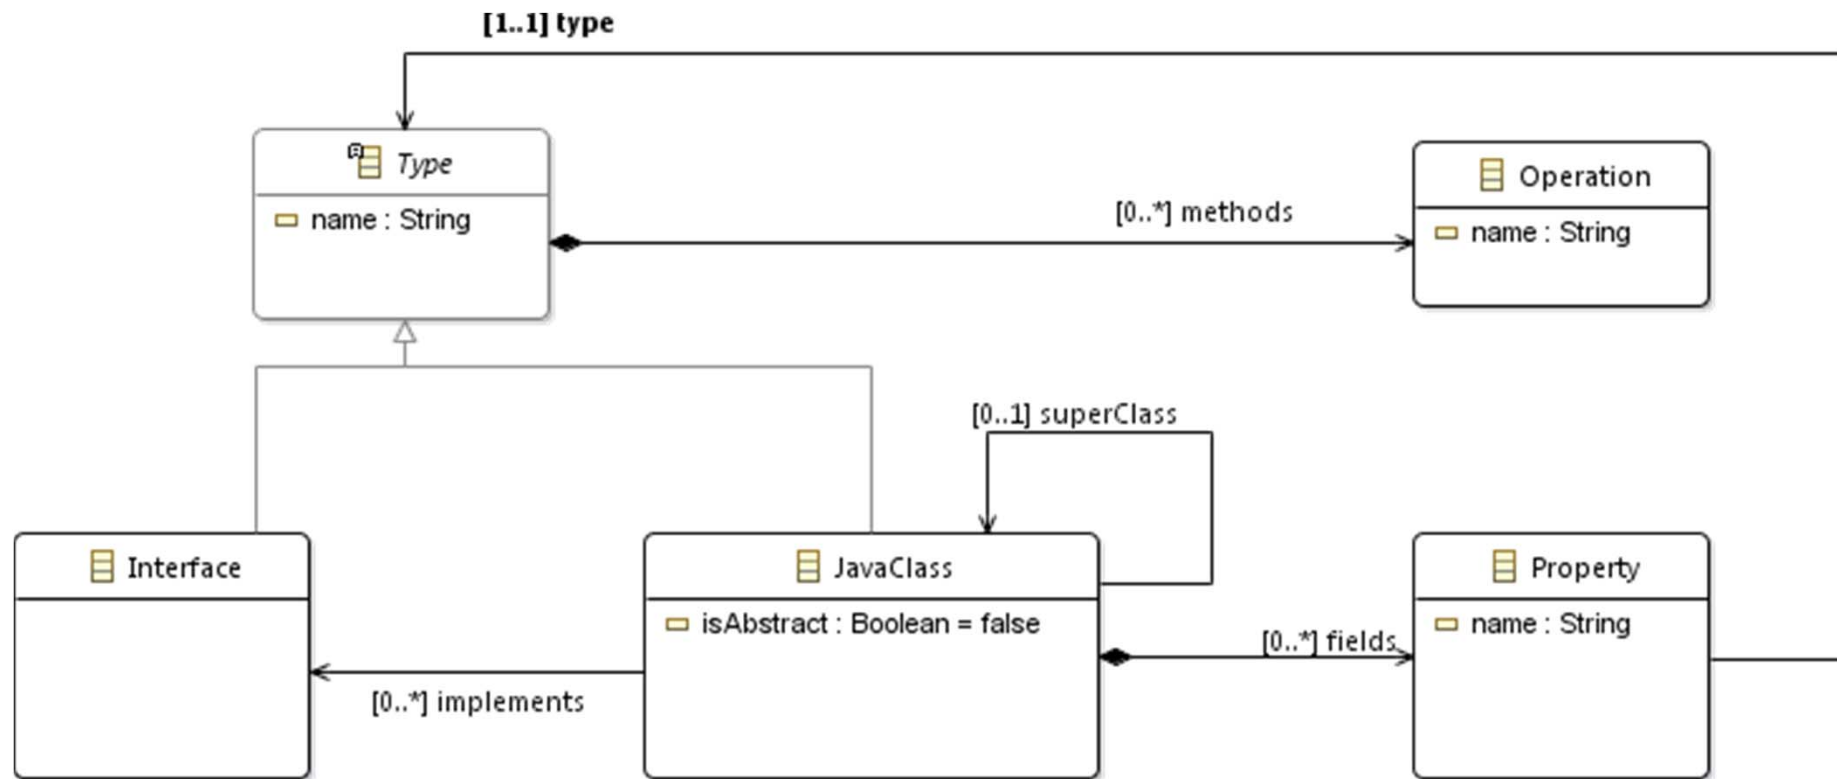 [1..1] type
Type
name : String
[0..*] methods
Operation
name : String
[0..1] superClass
Interface
JavaClass
isAbstract : Boolean = false
[0..*] implements
[0..*] fields
Property
name : String